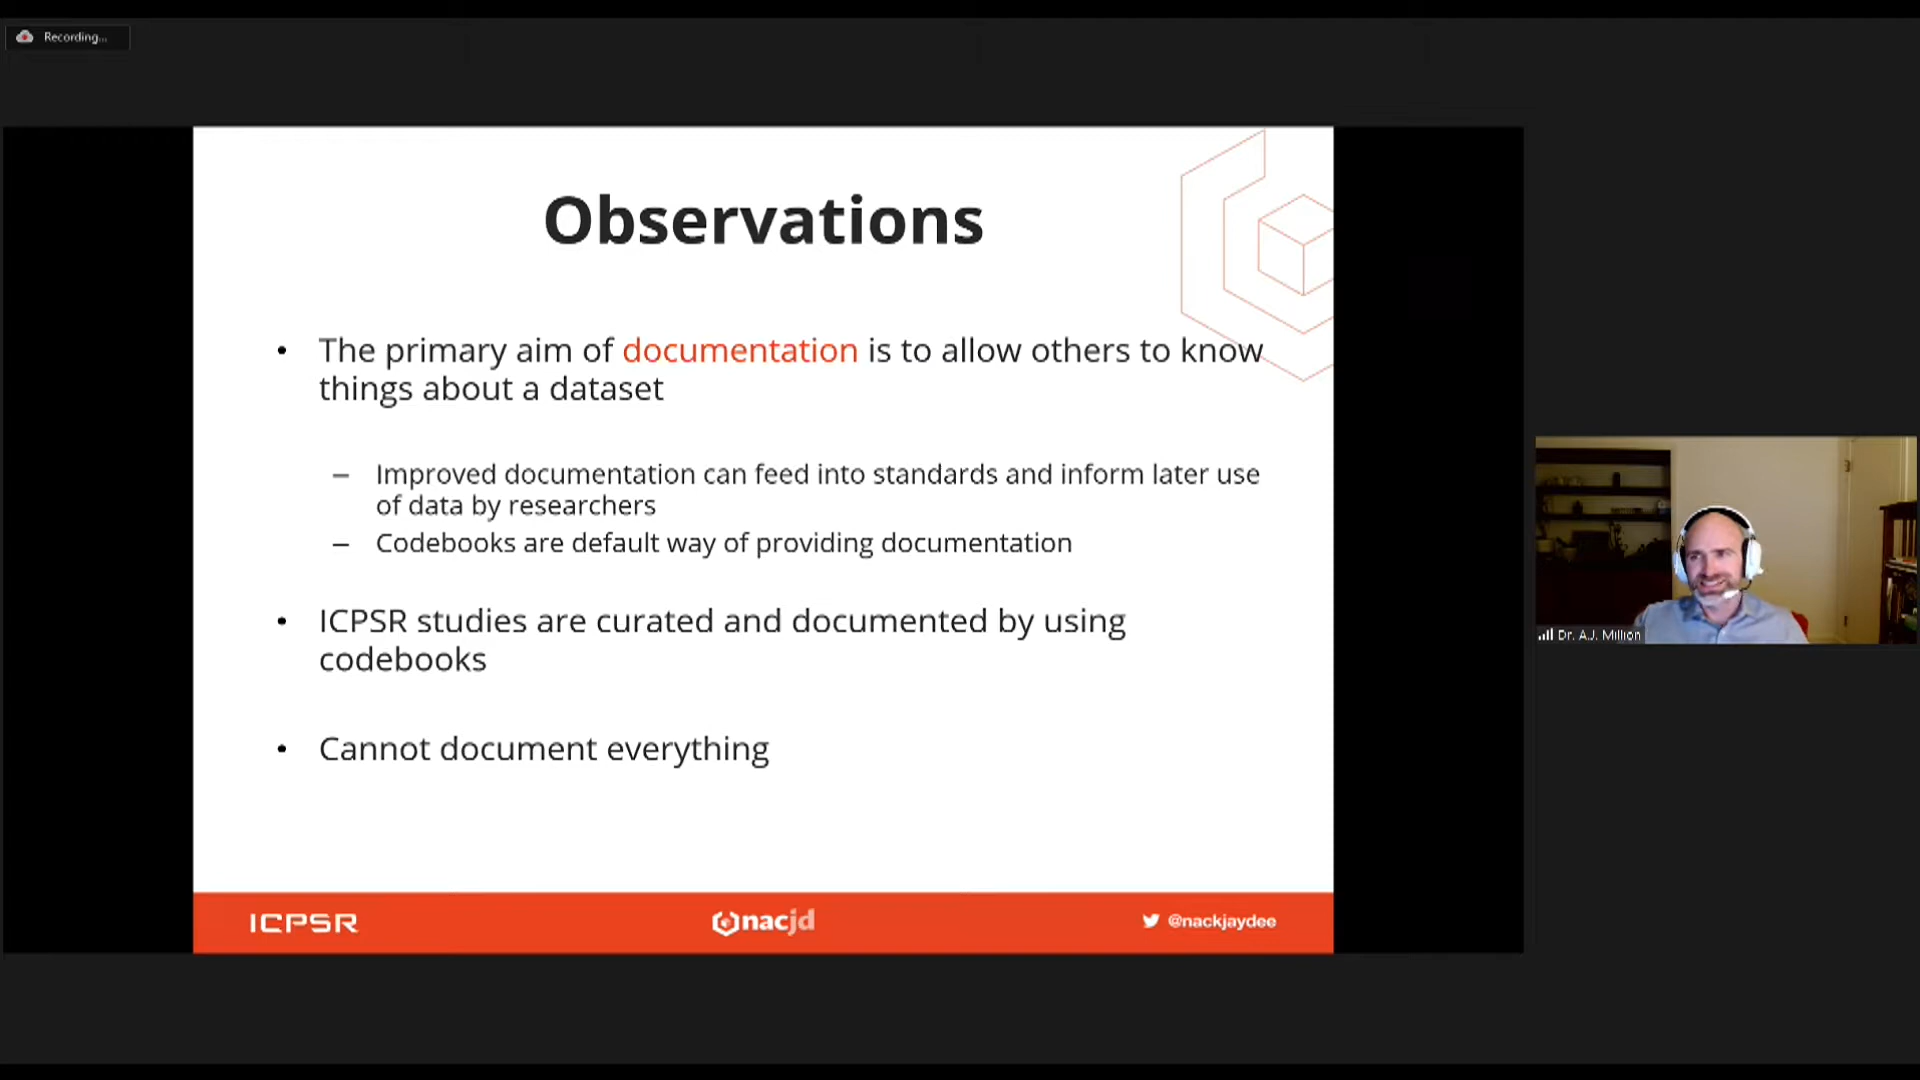 Recording...
Observations
• The primary aim of documentation is to allow others to know
things about a dataset
– Improved documentation can feed into standards and inform later use
of data by researchers
– Codebooks are default way of providing documentation
• ICPSR studies are curated and documented by using
codebooks
• Cannot document everything
Dr. A.J. Million
ICPSR
nacjd
@nackjaydee